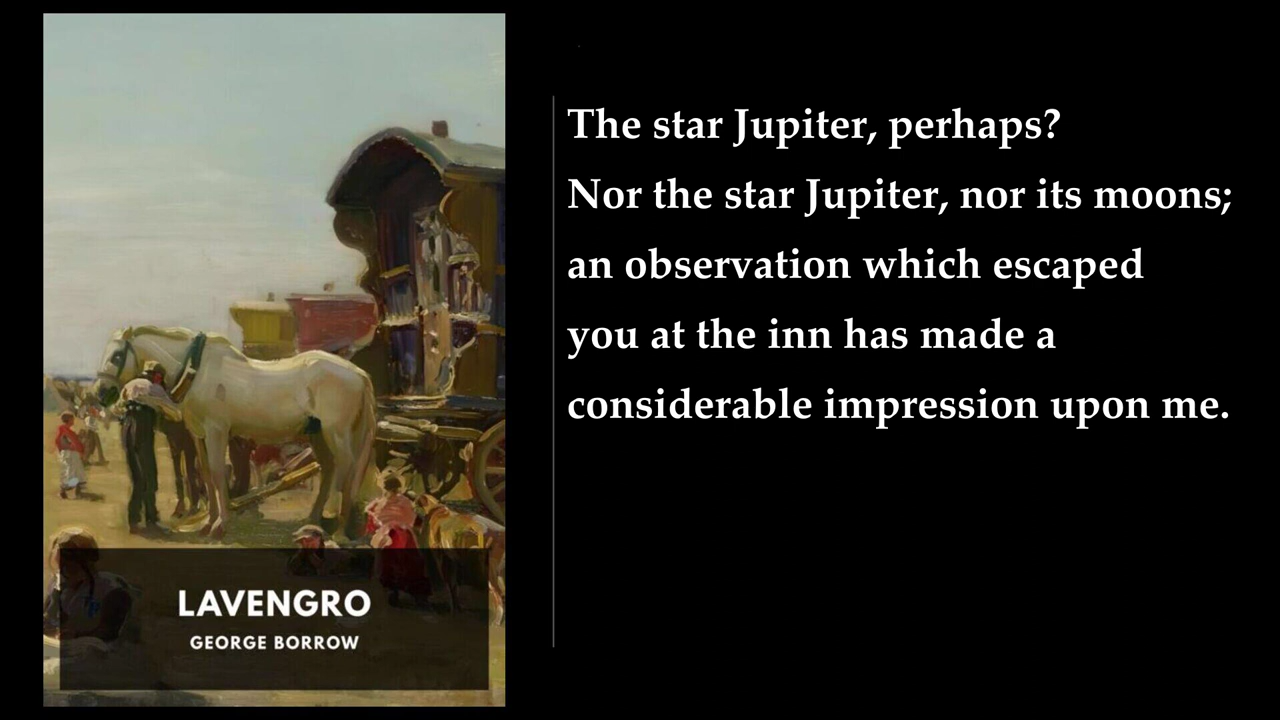 The star Jupiter, perhaps?
Nor the star Jupiter, nor its moons;
an observation which escaped
you at the inn has made a
considerable impression upon me.
LAVENGRO
GEORGE BORROW